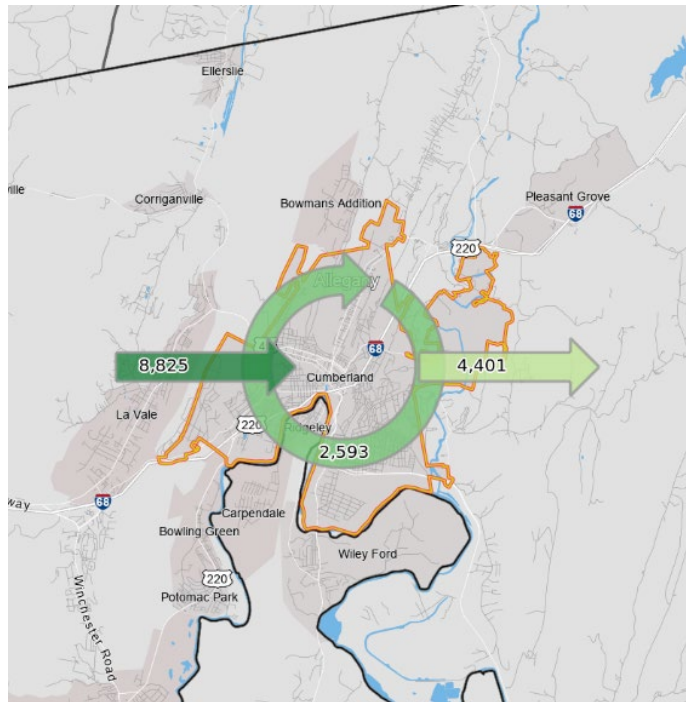 Ellerslie
ville
Corriganville
Bowmans Addition
Pleasant Grove
68
220
Allegany
68
8,825
4,401
Cumberland
La Vale
220
Ridgeley
2,593
way
68
Carpendale
Bowling Green
Wiley Ford
220
Potomac Park
Winchester Road